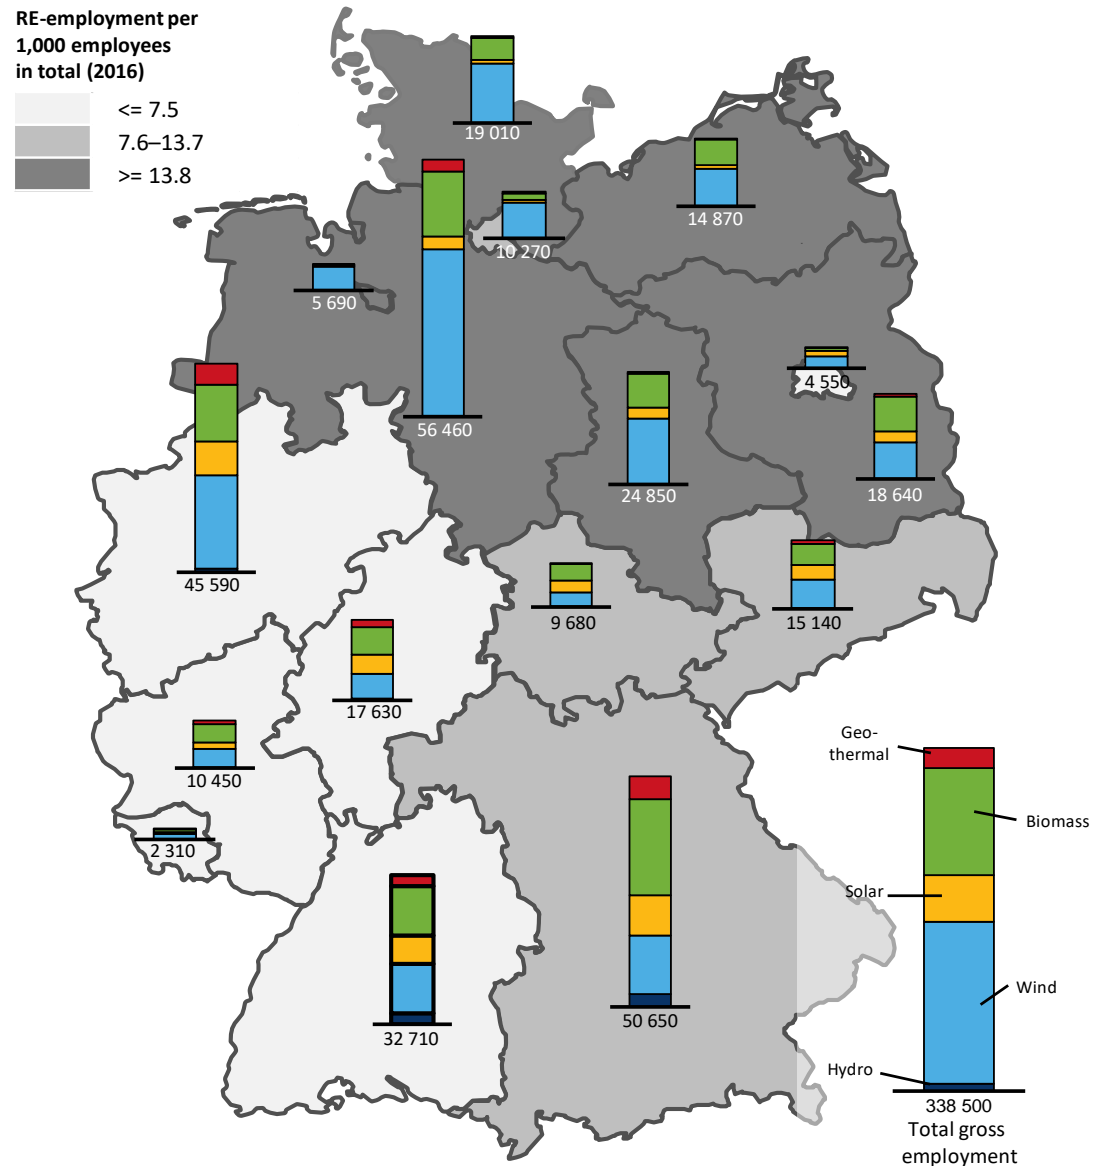 RE-employment per
1,000 employees
in total (2016)
<= 7.5
7.6–13.7
>= 13.8
19 010
14 870
10 270
5 690
4 550
56 460
24 850
18 640
45 590
9 680
15 140
17 630
10 450
2 310
32 710
50 650
Geo-
thermal
Biomass
Solar
Wind
Hydro
338 500
Total gross
employment